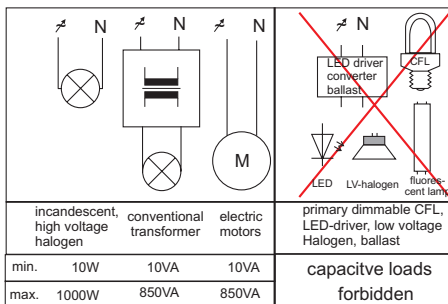 N
N
N
N
CFL
LED driver
converter
ballast
M
LED
LV-halogen
fluores-
cent lamp
incandescent,
high voltage
halogen
conventional
transformer
electric
motors
primary dimmable CFL,
LED-driver, low voltage
Halogen, ballast
min. 10W 10VA 10VA
max. 1000W 850VA 850VA
capacitve loads
forbidden